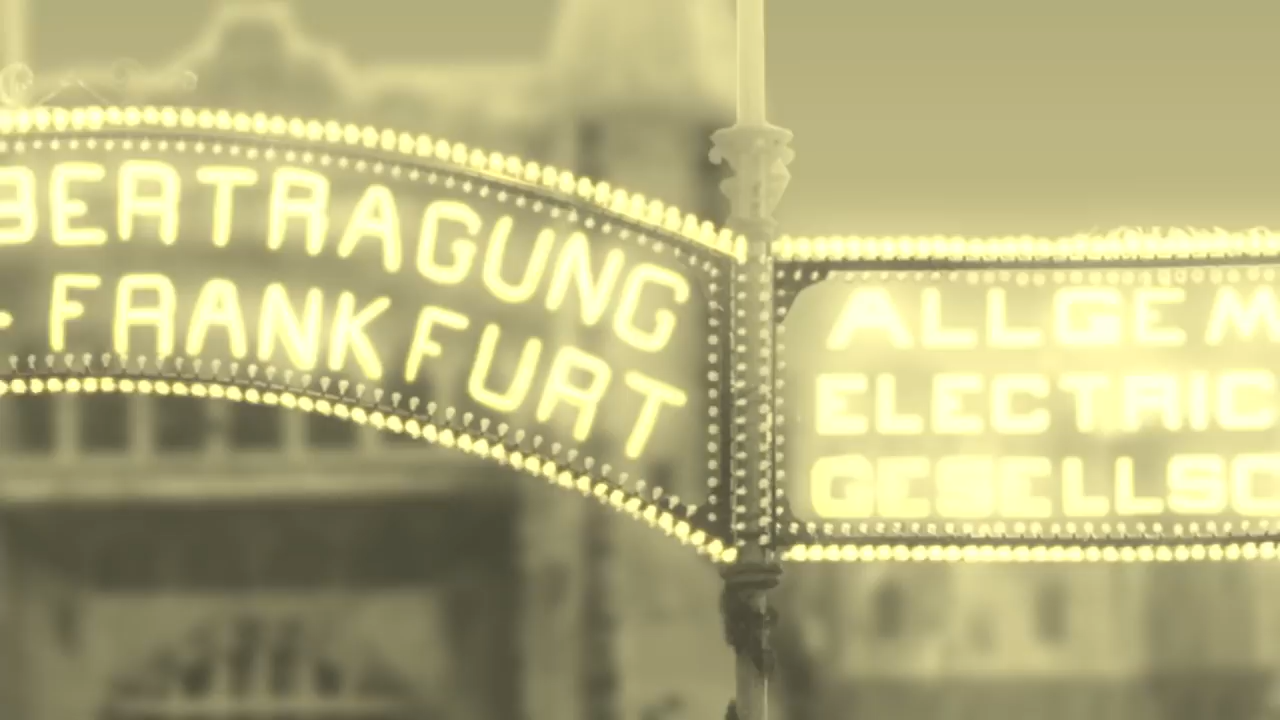 BERTRAGUNG
- FRANKFURT
ALLGEM
ELECTRIC
GESELLSC